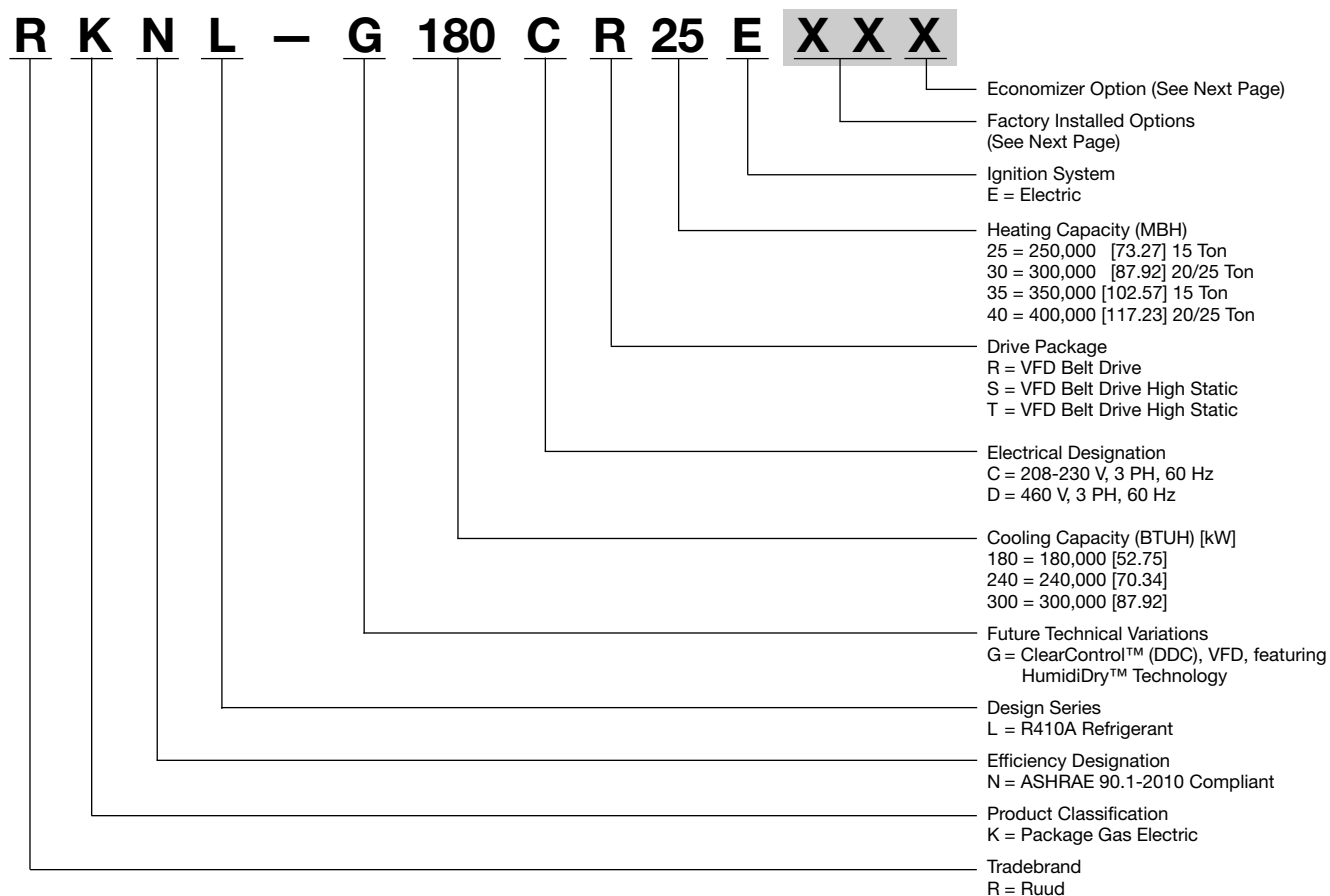 R K N L – G 180 C R 25 E X X X
Economizer Option (See Next Page)
Factory Installed Options
(See Next Page)
Ignition System
E = Electric
Heating Capacity (MBH)
25 = 250,000 [73.27] 15 Ton
30 = 300,000 [87.92] 20/25 Ton
35 = 350,000 [102.57] 15 Ton
40 = 400,000 [117.23] 20/25 Ton
Drive Package
R = VFD Belt Drive
S = VFD Belt Drive High Static
T = VFD Belt Drive High Static
Electrical Designation
C = 208-230 V, 3 PH, 60 Hz
D = 460 V, 3 PH, 60 Hz
Cooling Capacity (BTUH) [kW]
180 = 180,000 [52.75]
240 = 240,000 [70.34]
300 = 300,000 [87.92]
Future Technical Variations
G = ClearControl™ (DDC), VFD, featuring
HumidiDry™ Technology
Design Series
L = R410A Refrigerant
Efficiency Designation
N = ASHRAE 90.1-2010 Compliant
Product Classification
K = Package Gas Electric
Tradebrand
R = Ruud